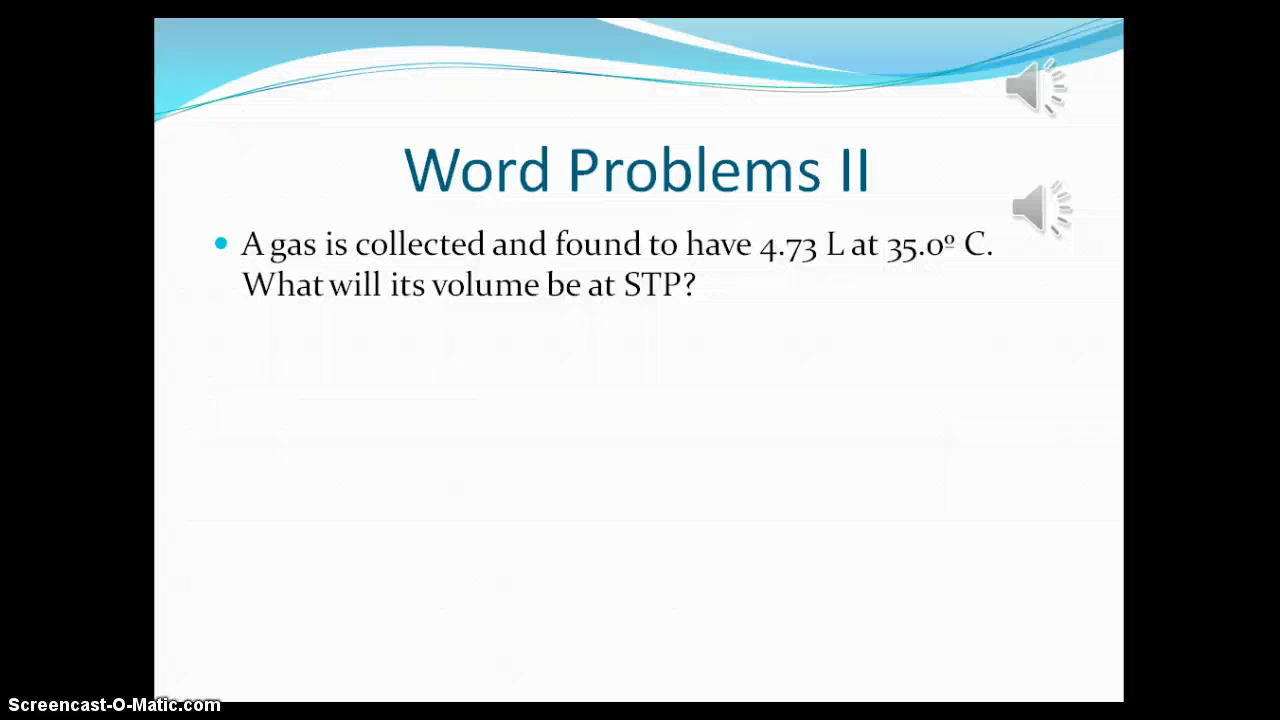 Word Problems II
• A gas is collected and found to have 4.73 L at 35.0º C.
What will its volume be at STP?
Screencast-O-Matic.com